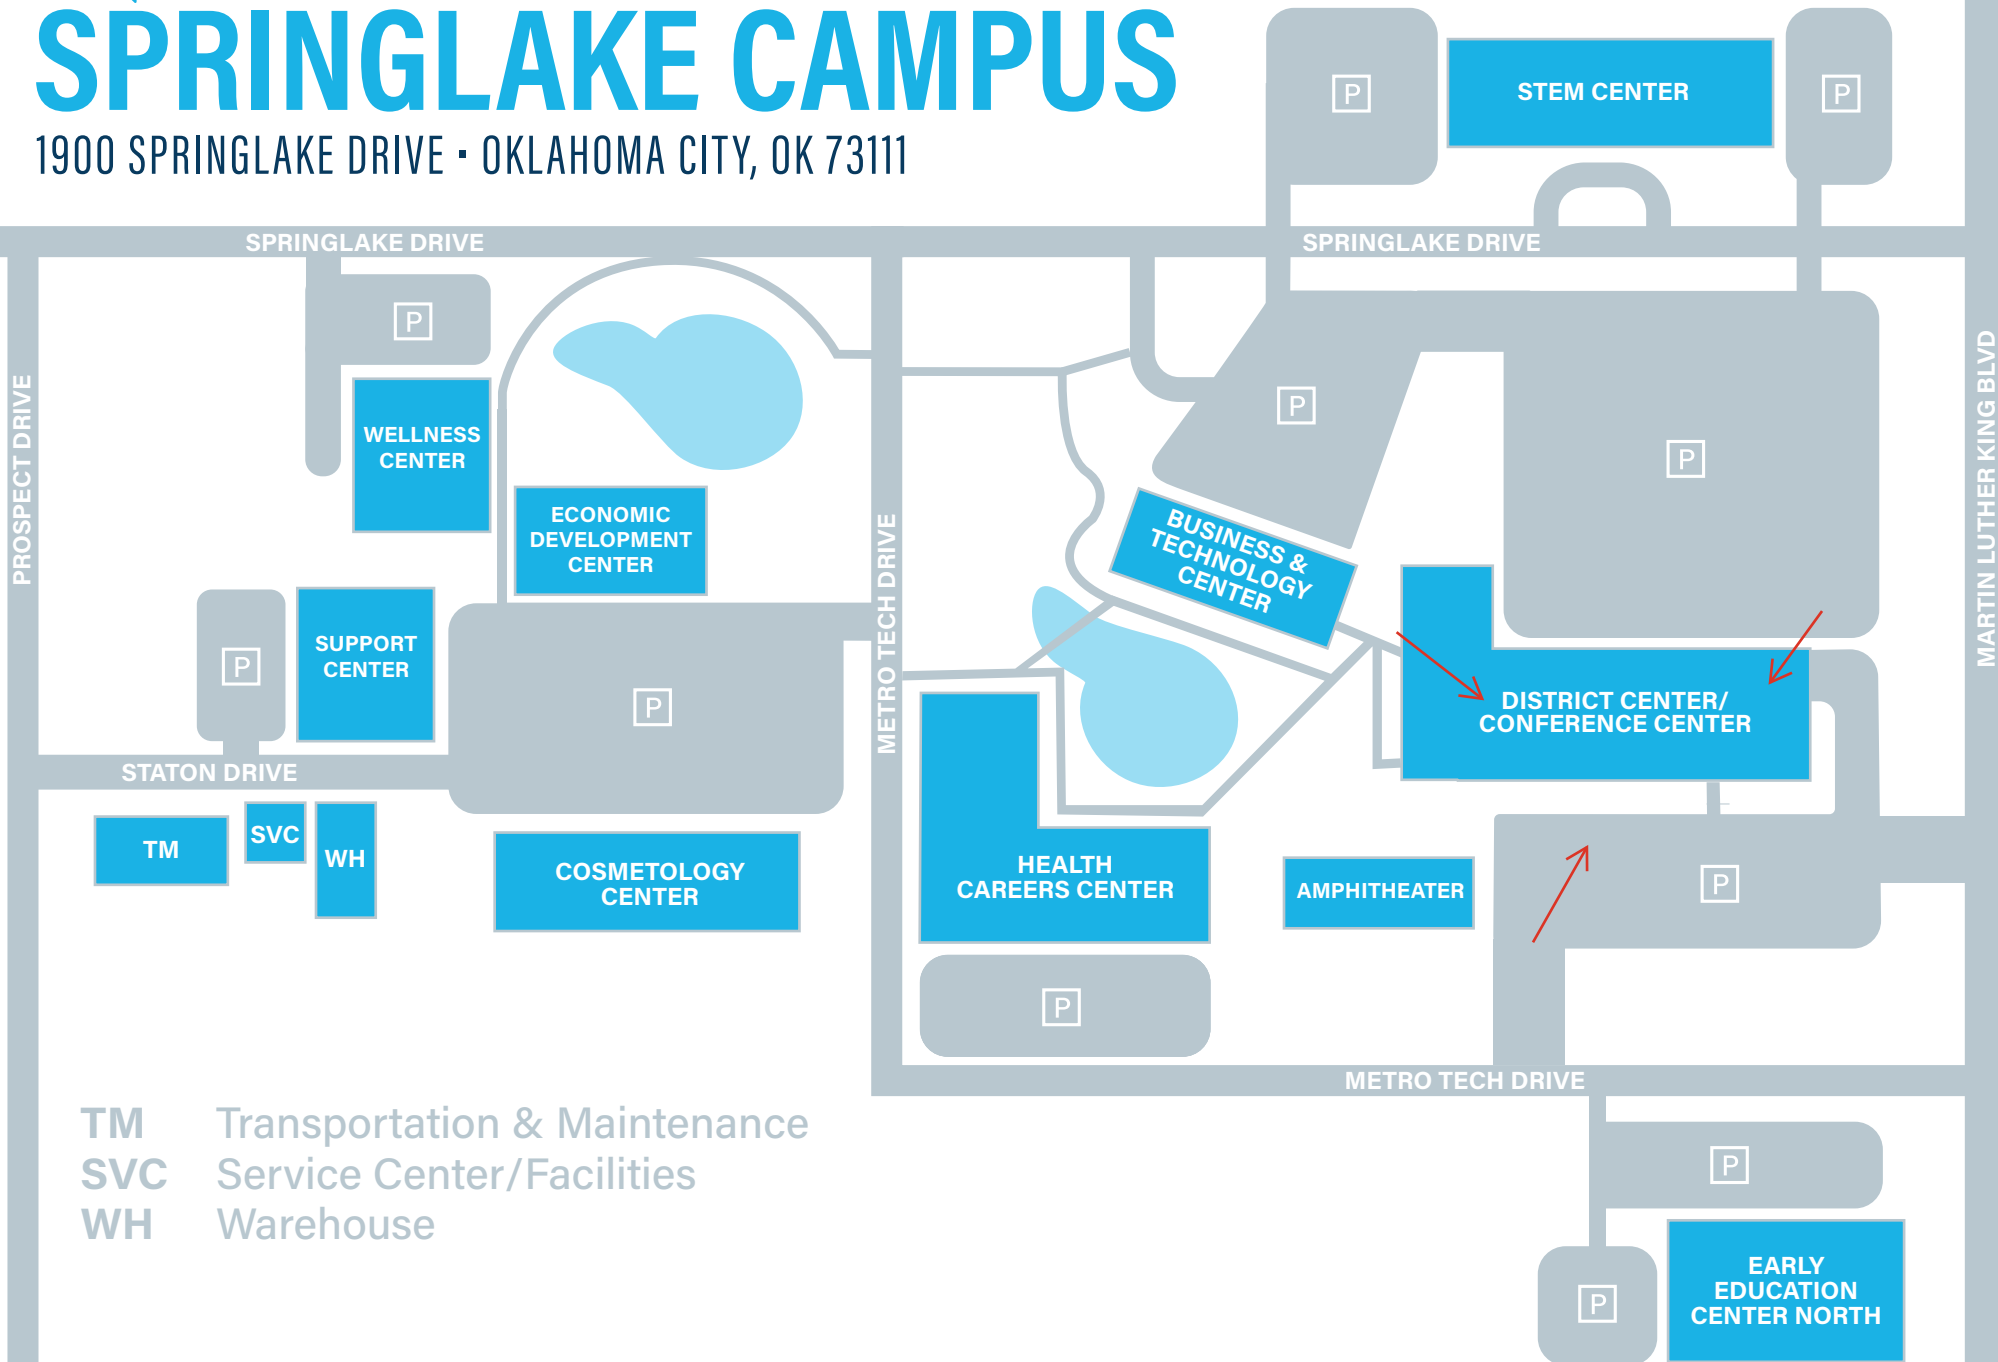 SPRINGLAKE CAMPUS
1900 SPRINGLAKE DRIVE · OKLAHOMA CITY, OK 73111
P
STEM CENTER
P
SPRINGLAKE DRIVE
SPRINGLAKE DRIVE
PROSPECT DRIVE
P
WELLNESS
CENTER
ECONOMIC
DEVELOPMENT
CENTER
METRO TECH DRIVE
P
P
MARTIN LUTHER KING BLVD
BUSINESS &
TECHNOLOGY
CENTER
SUPPORT
CENTER
P
P
DISTRICT CENTER/
CONFERENCE CENTER
STATON DRIVE
TM
SVC
WH
COSMETOLOGY
CENTER
HEALTH
CAREERS CENTER
AMPHITHEATER
P
P
METRO TECH DRIVE
TM Transportation & Maintenance
SVC Service Center/Facilities
WH Warehouse
P
P
EARLY
EDUCATION
CENTER NORTH